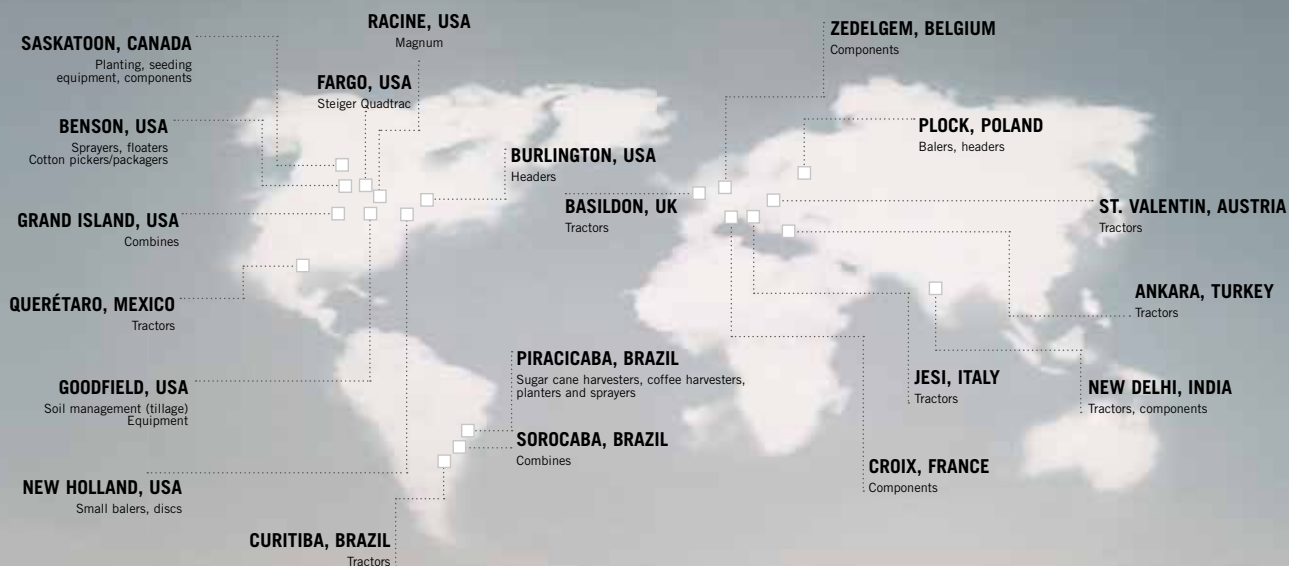 RACINE, USA
Magnum
ZEDELGEM, BELGIUM
Components
SASKATOON, CANADA
Planting, seeding
equipment, components
FARGO, USA
Steiger Quadtrac
BENSON, USA
Sprayers, floaters
Cotton pickers/packagers
PLOCK, POLAND
Balers, headers
BURLINGTON, USA
Headers
BASILDON, UK
Tractors
ST. VALENTIN, AUSTRIA
Tractors
GRAND ISLAND, USA
Combines
ANKARA, TURKEY
Tractors
QUERÉTARO, MEXICO
Tractors
PIRACICABA, BRAZIL
Sugar cane harvesters, coffee harvesters,
planters and sprayers
JESI, ITALY
Tractors
NEW DELHI, INDIA
Tractors, components
GOODFIELD, USA
Soil management (tillage)
Equipment
SOROCABA, BRAZIL
Combines
CROIX, FRANCE
Components
NEW HOLLAND, USA
Small balers, discs
CURITIBA, BRAZIL
Tractors